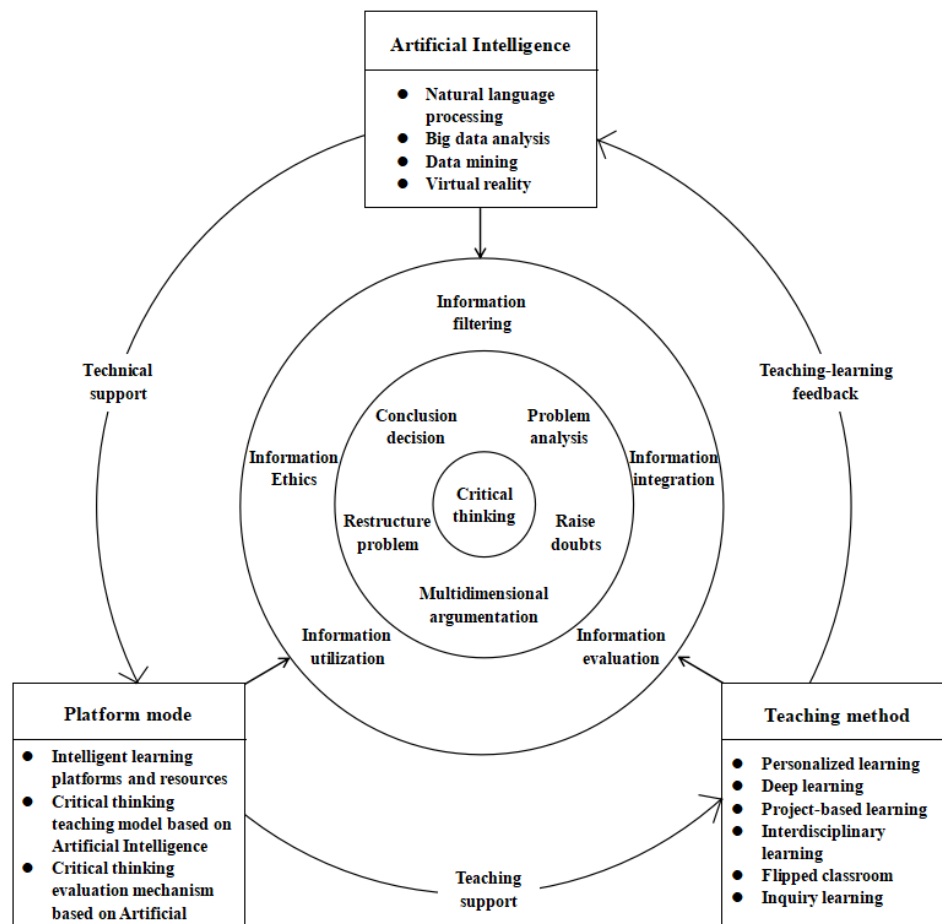 Artificial Intelligence
● Natural language
processing
● Big data analysis
● Data mining
● Virtual reality
Technical
support
Teaching-learning
feedback
Information
filtering
Conclusion
decision
Problem
analysis
Information
Ethics
Information
integration
Critical
thinking
Restructure
problem
Raise
doubts
Multidimensional
argumentation
Information
utilization
Information
evaluation
Platform mode
● Intelligent learning
platforms and resources
● Critical thinking
teaching model based on
Artificial Intelligence
● Critical thinking
evaluation mechanism
based on Artificial
Teaching
support
Teaching method
● Personalized learning
● Deep learning
● Project-based learning
● Interdisciplinary
learning
● Flipped classroom
● Inquiry learning